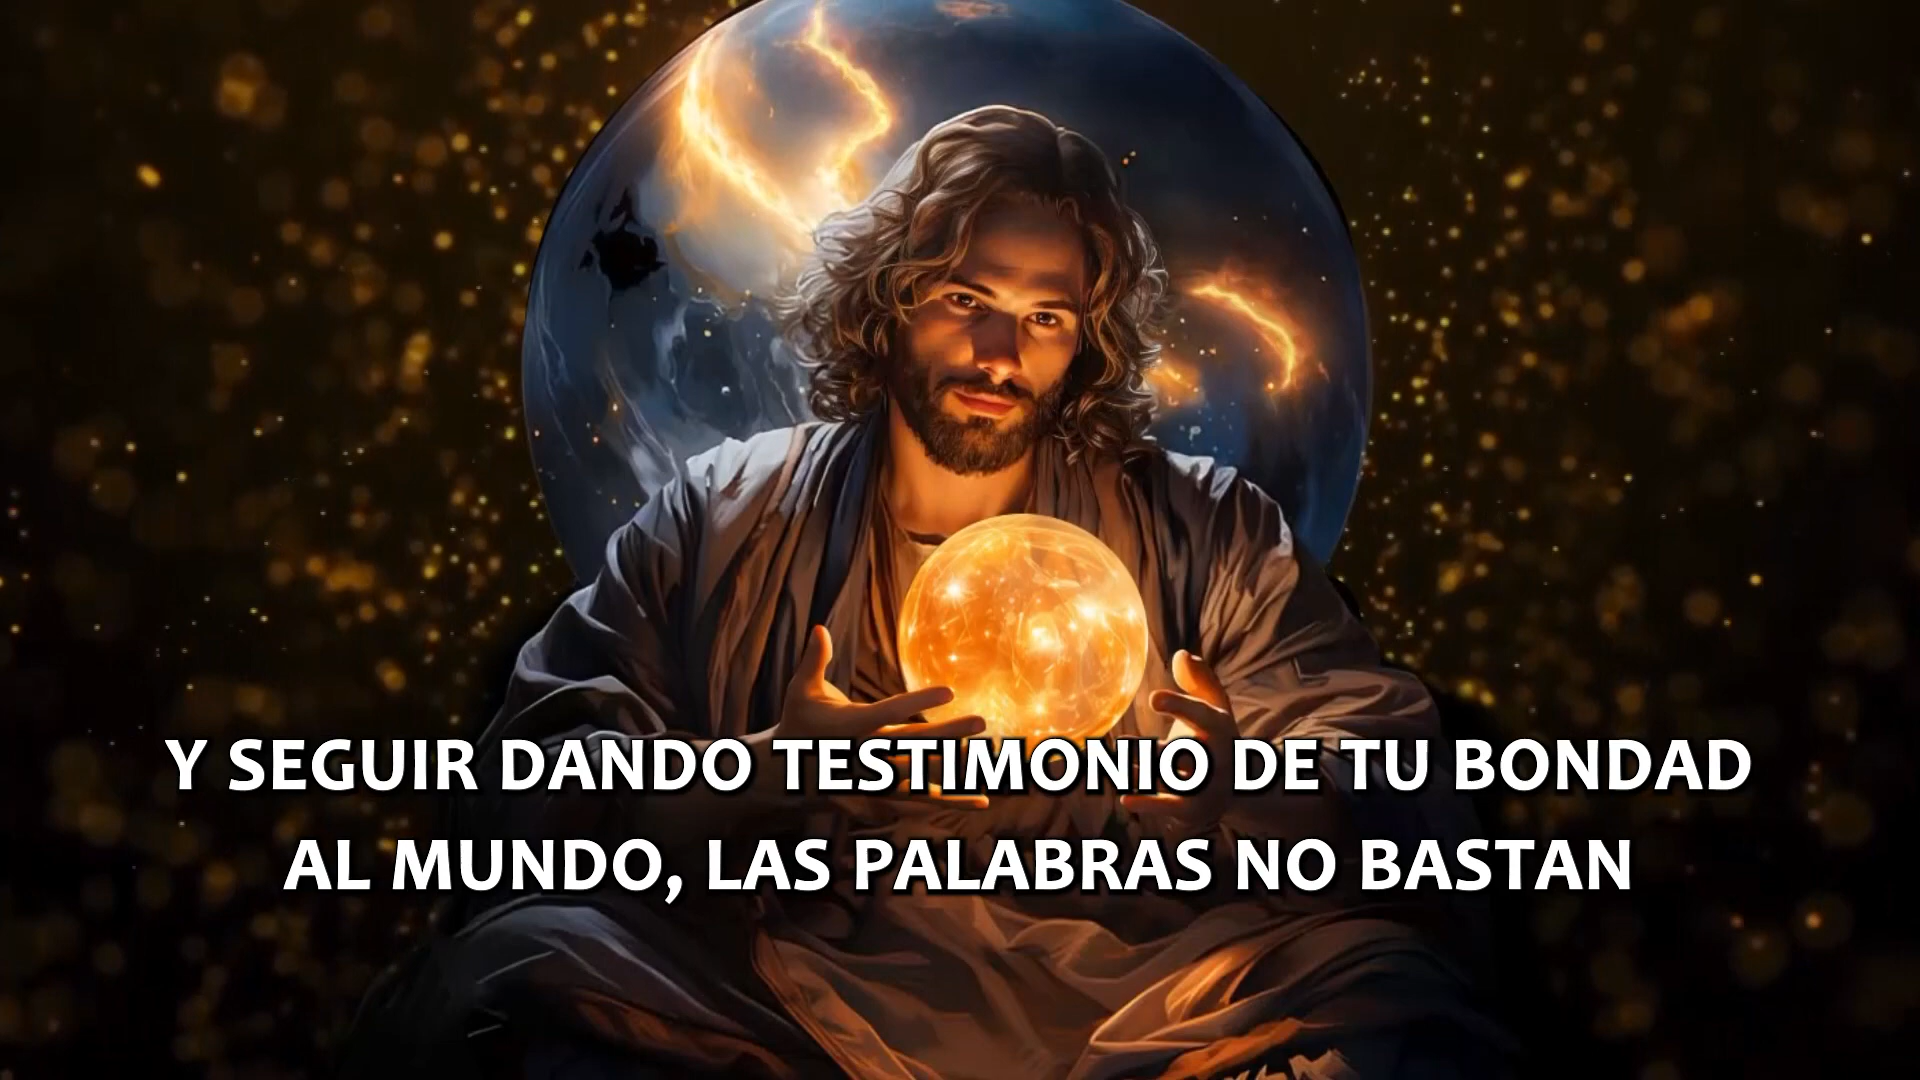 Y SEGUIR DANDO TESTIMONIO DE TU BONDAD
AL MUNDO, LAS PALABRAS NO BASTAN